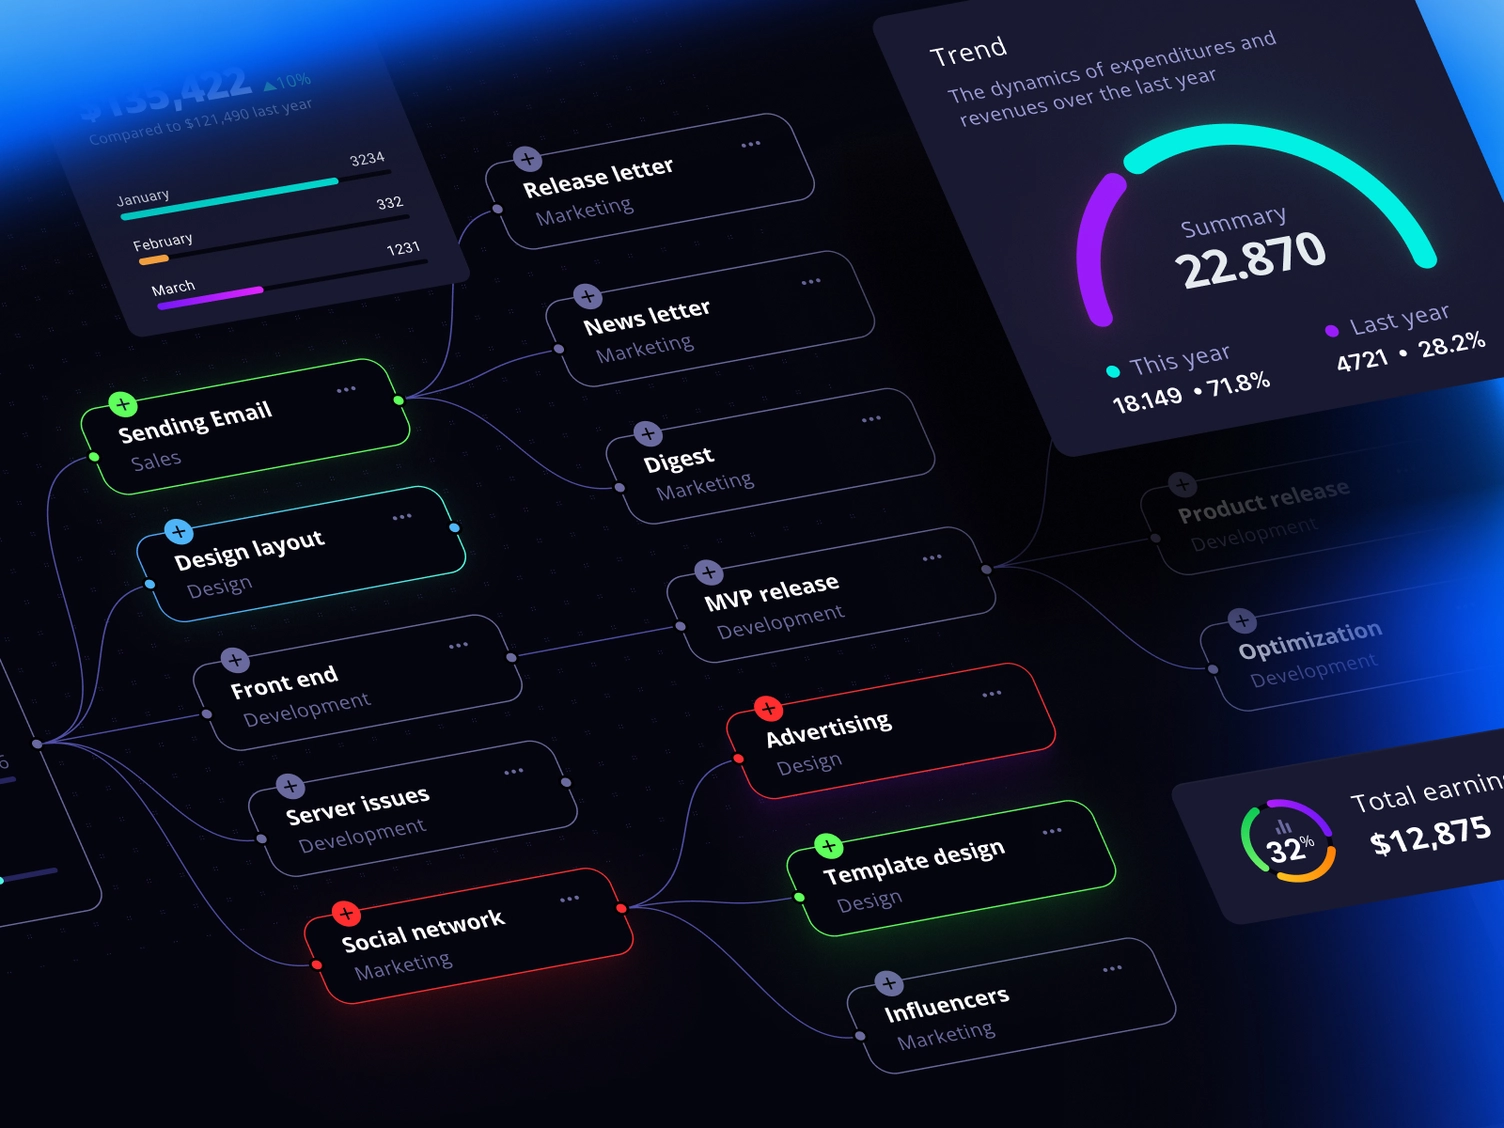 $135,422 ▲10%
Compared to $121,490 last year
January 3234
February 332
March 1231
Release letter
Marketing
News letter
Marketing
Digest
Marketing
Sending Email
Sales
Design layout
Design
Front end
Development
Server issues
Development
Social network
Marketing
MVP release
Development
Advertising
Design
Template design
Design
Influencers
Marketing
Trend
The dynamics of expenditures and
revenues over the last year
Summary
22.870
This year
18.149 • 71.8%
Last year
4721 • 28.2%
Product release
Development
Optimization
Development
32%
Total earnin
$12,875